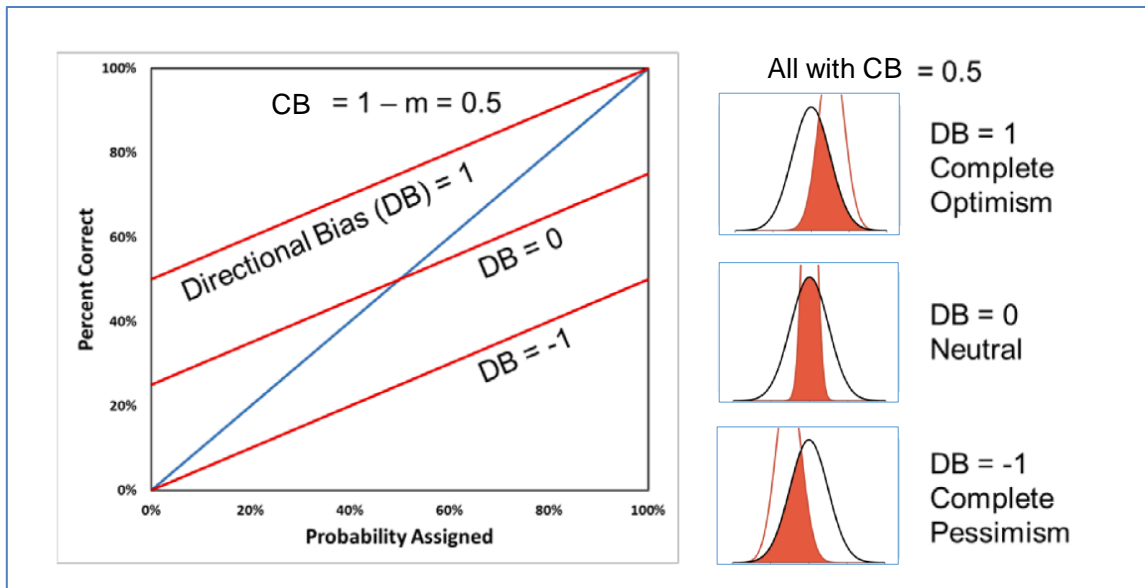 100%
80%
60%
40%
20%
0%
0%
20%
40%
60%
80%
100%
Percent Correct
Probability Assigned
CB = 1 – m = 0.5
Directional Bias (DB) = 1
DB = 0
DB = -1
All with CB = 0.5
DB = 1
Complete
Optimism
DB = 0
Neutral
DB = -1
Complete
Pessimism